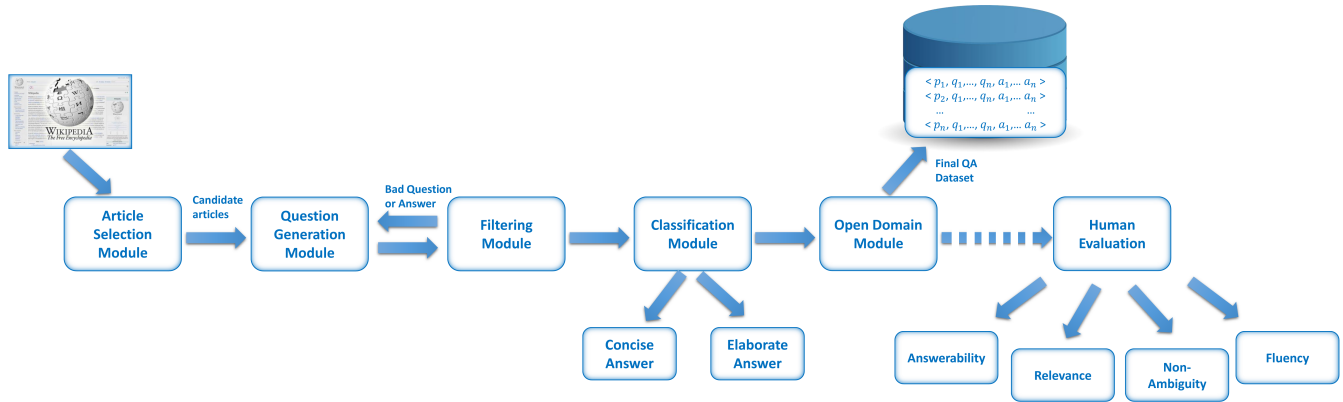 WIKIPEDIA
The Free Encyclopedia
Article
Selection
Module
Candidate
articles
Question
Generation
Module
Bad Question
or Answer
Filtering
Module
Classification
Module
Concise
Answer
Elaborate
Answer
Open Domain
Module
Final QA
Dataset
< p₁, q₁,..., qₙ, a₁,... aₙ >
< p₂, q₁,..., qₙ, a₁,... aₙ >
... ...
< pₙ, q₁,..., qₙ, a₁,... aₙ >
Human
Evaluation
Answerability
Relevance
Non-
Ambiguity
Fluency